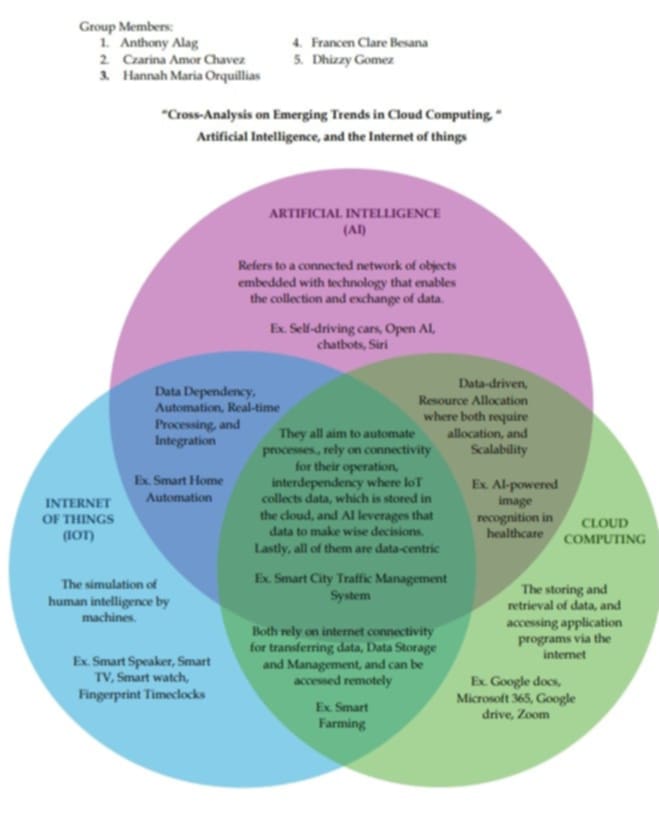 Group Members:
1. Anthony Alag
2. Czarina Amor Chavez
3. Hannah Maria Orquillias
4. Francen Clare Besana
5. Dhizzy Gomez
"Cross-Analysis on Emerging Trends in Cloud Computing, "
Artificial Intelligence, and the Internet of things
ARTIFICIAL INTELLIGENCE
(AI)
Refers to a connected network of objects
embedded with technology that enables
the collection and exchange of data.
Ex. Self-driving cars, Open AI,
chatbots, Siri
Data Dependency,
Automation, Real-time
Processing, and
Integration
Ex. Smart Home
Automation
Data-driven,
Resource Allocation
where both require
allocation, and
Scalability
Ex. AI-powered
image
recognition in
healthcare
They all aim to automate
processes., rely on connectivity
for their operation,
interdependency where IoT
collects data, which is stored in
the cloud, and AI leverages that
data to make wise decisions.
Lastly, all of them are data-centric
Ex. Smart City Traffic Management
System
INTERNET
OF THINGS
(IOT)
The simulation of
human intelligence by
machines.
Ex. Smart Speaker, Smart
TV, Smart watch,
Fingerprint Timeclocks
CLOUD
COMPUTING
The storing and
retrieval of data, and
accessing application
programs via the
internet
Ex. Google docs,
Microsoft 365, Google
drive, Zoom
Both rely on internet connectivity
for transferring data, Data Storage
and Management, and can be
accessed remotely
Ex. Smart
Farming